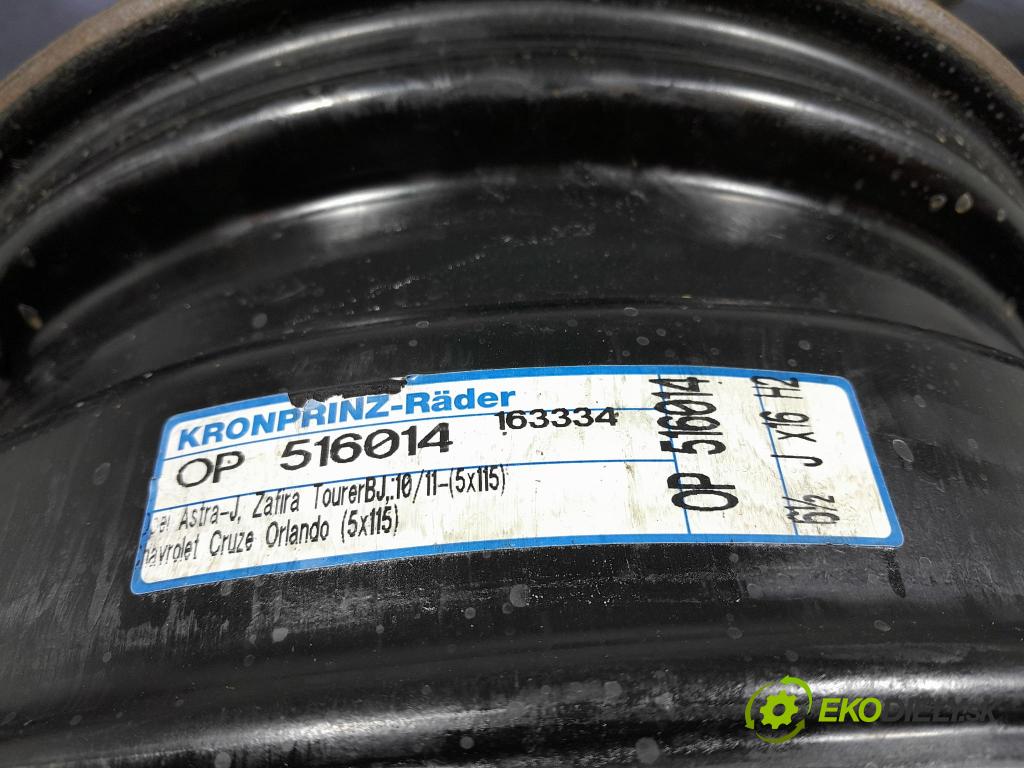 KRONPRINZ-Räder
OP 516014 163334
Astra-J, Zafira TourerBJ,.10/11-(5x115)
Cruze Orlando (5x115)
OP 516014
6½ J x16 H2
EKODIELY.SK